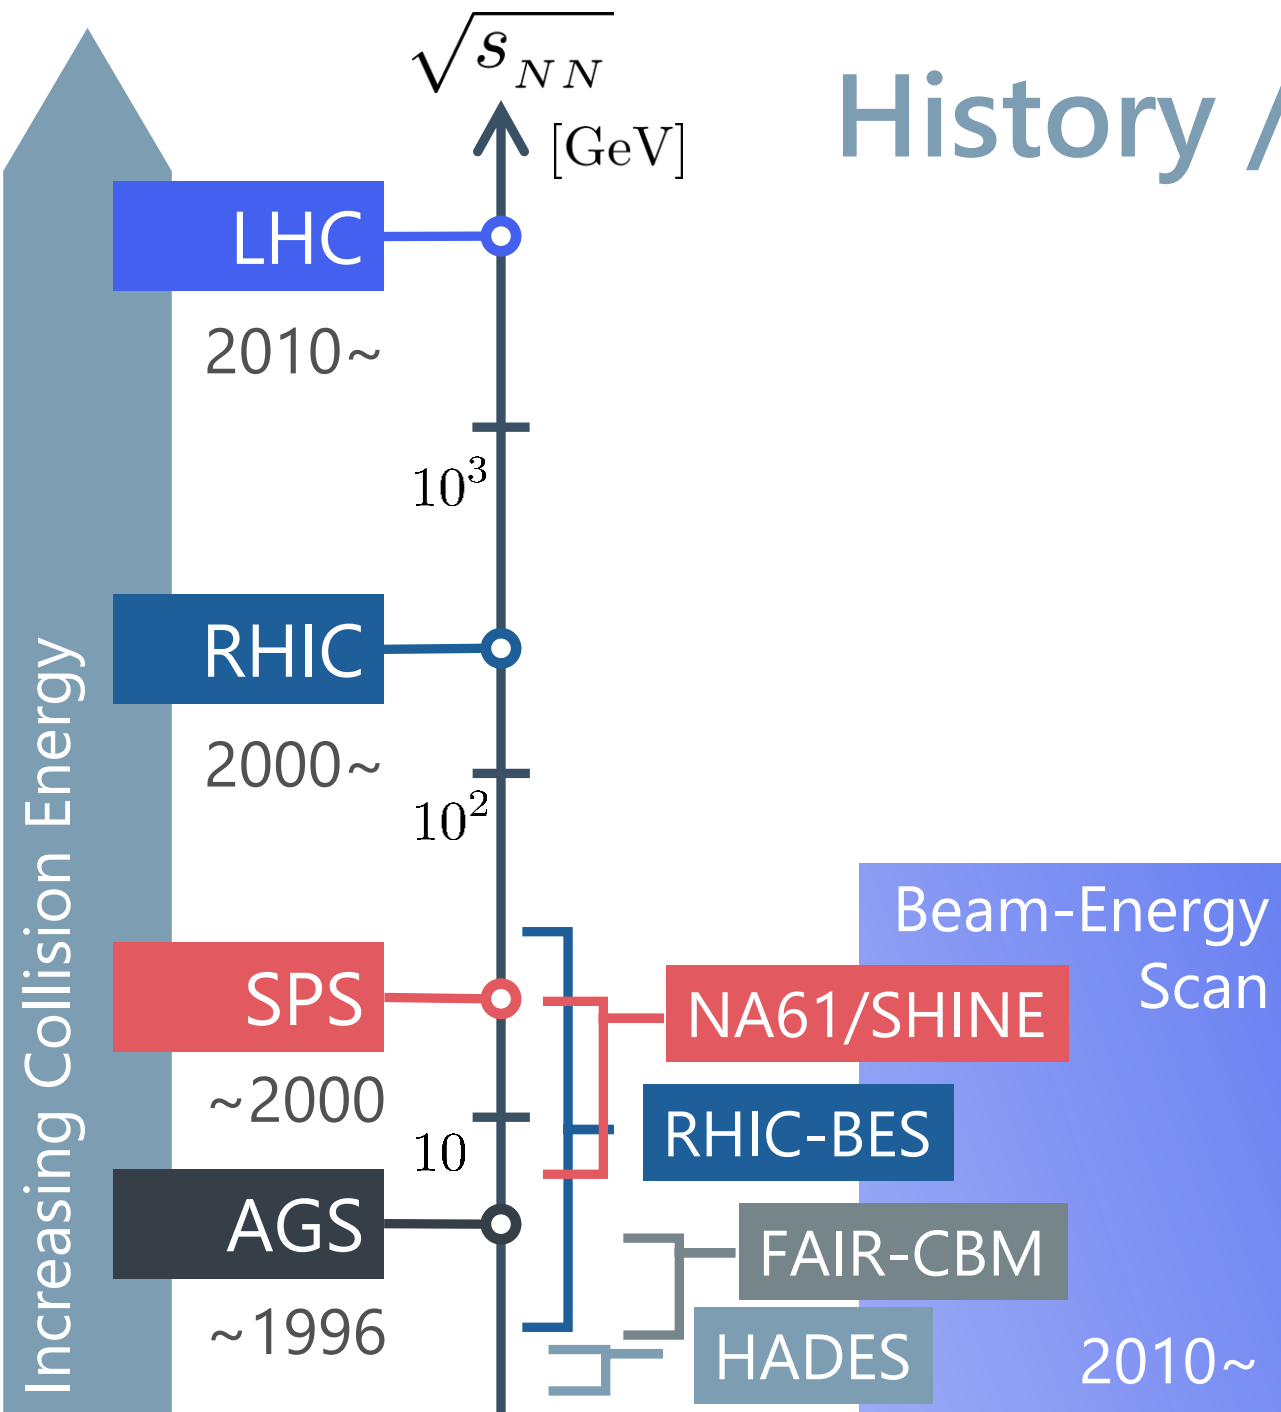 √s_NN
[GeV]
History /
LHC
2010~
10³
RHIC
2000~
10²
Beam-Energy
Scan
SPS
NA61/SHINE
~2000
RHIC-BES
10
AGS
FAIR-CBM
~1996
HADES
2010~
Increasing Collision Energy